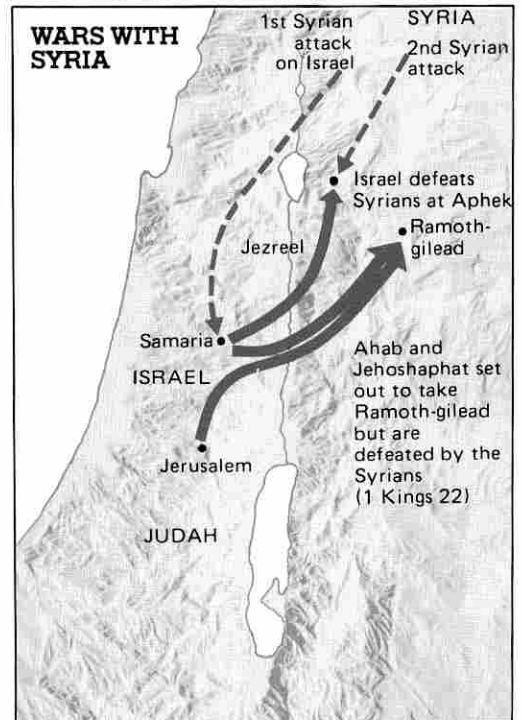 WARS WITH
SYRIA
1st Syrian
attack
on Israel
SYRIA
2nd Syrian
attack
Israel defeats
Syrians at Aphek
Ramoth-
gilead
Jezreel
Samaria
ISRAEL
Ahab and
Jehoshaphat set
out to take
Ramoth-gilead
but are
defeated by the
Syrians
(1 Kings 22)
Jerusalem
JUDAH